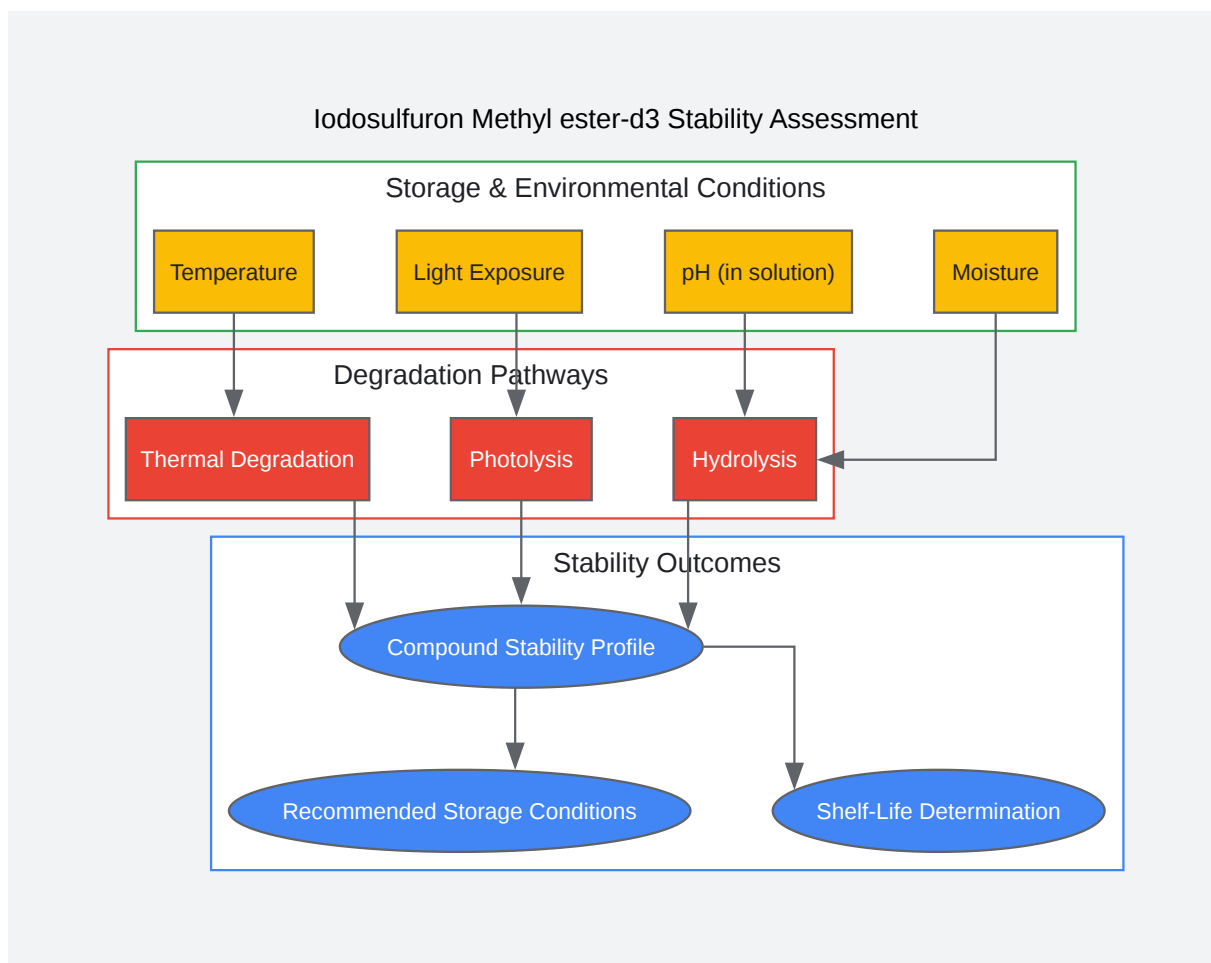 Iodosulfuron Methyl ester-d3 Stability Assessment
Storage & Environmental Conditions
Temperature
Light Exposure
pH (in solution)
Moisture
Degradation Pathways
Thermal Degradation
Photolysis
Hydrolysis
Stability Outcomes
Compound Stability Profile
Recommended Storage Conditions
Shelf-Life Determination